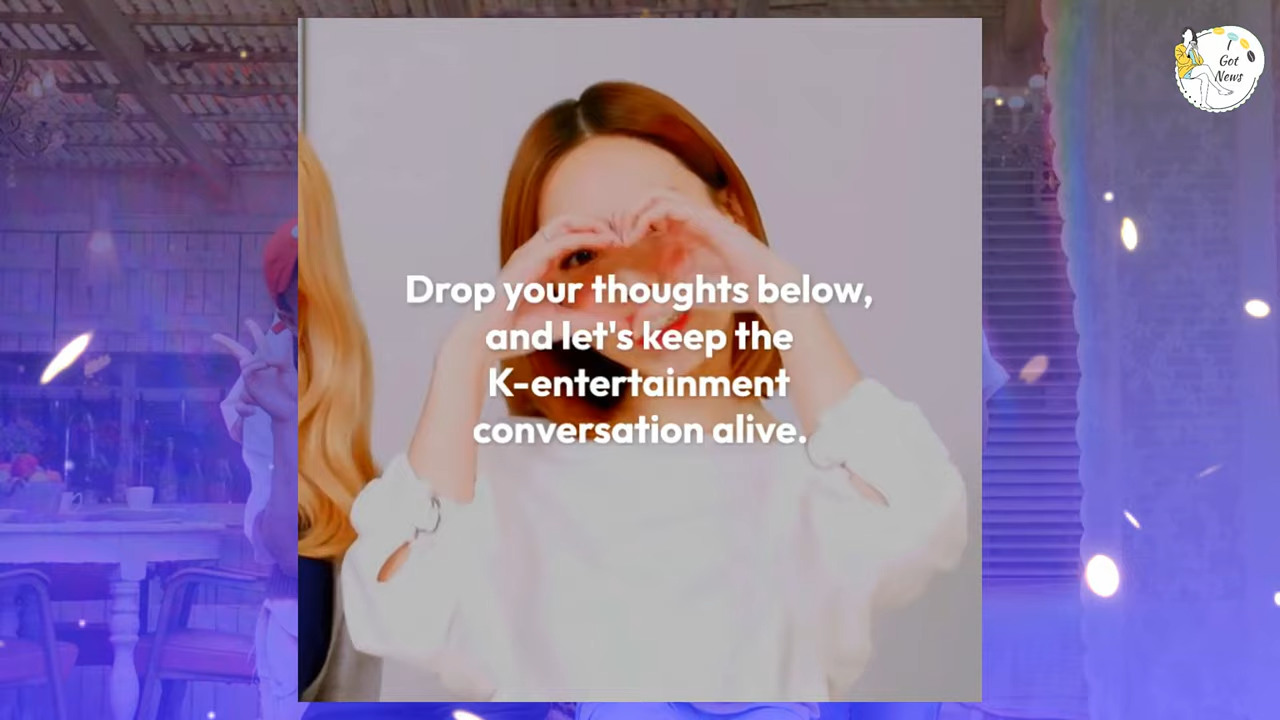 I
Got
News
Drop your thoughts below,
and let's keep the
K-entertainment
conversation alive.